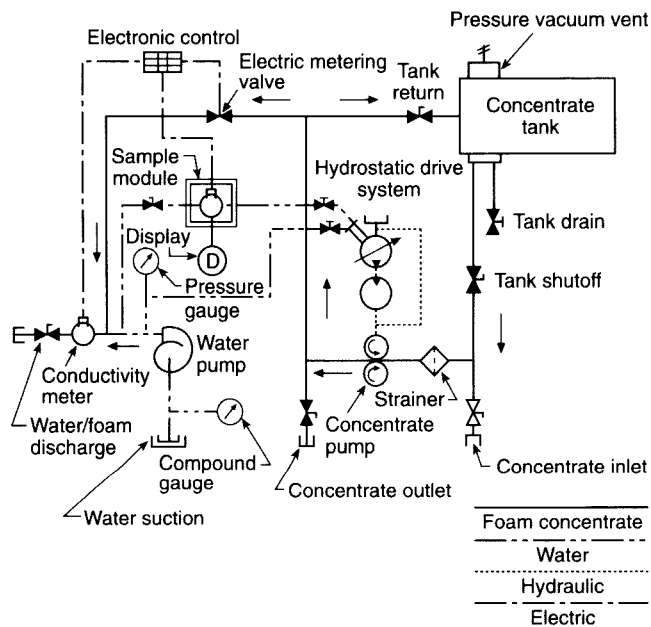 Pressure vacuum vent
Electronic control
Electric metering
valve
Tank
return
Concentrate
tank
Sample
module
Hydrostatic drive
system
Tank drain
Display
D
Pressure
gauge
Tank shutoff
Water
pump
Conductivity
meter
Strainer
Water/foam
discharge
Concentrate
pump
Compound
gauge
Concentrate inlet
Concentrate outlet
Water suction
Foam concentrate
Water
Hydraulic
Electric